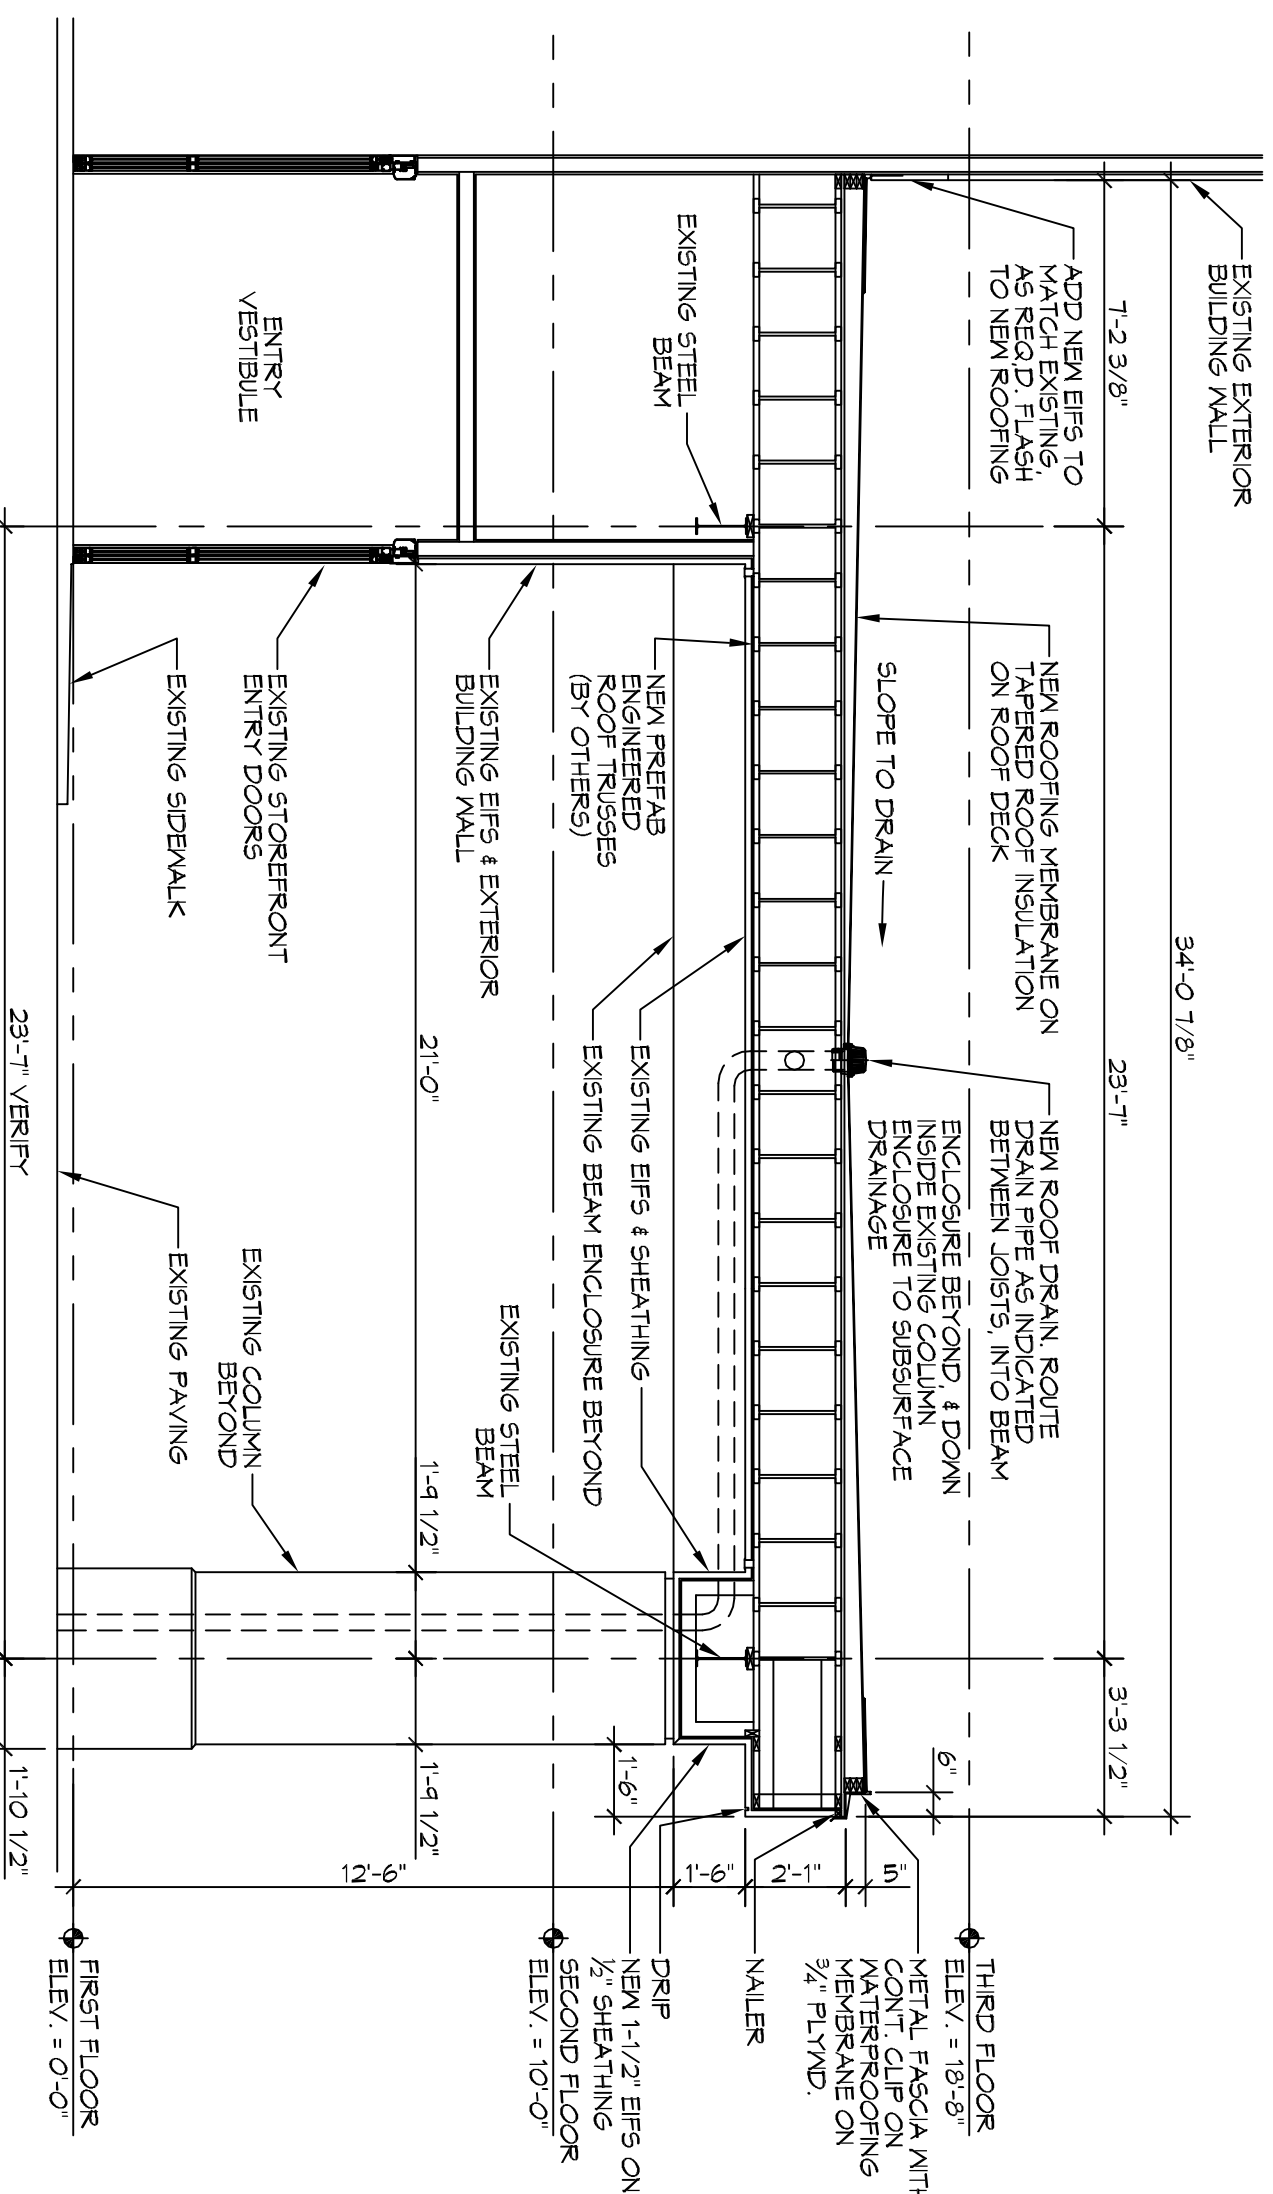 EXISTING EXTERIOR
BUILDING WALL
34'-0 7/8"
7'-2 3/8"
23'-7"
3'-3 1/2"
6"
ADD NEW EIFS TO
MATCH EXISTING,
AS REQ.D. FLASH
TO NEW ROOFING
NEW ROOFING MEMBRANE ON
TAPERED ROOF INSULATION
ON ROOF DECK
NEW ROOF DRAIN. ROUTE
DRAIN PIPE AS INDICATED
BETWEEN JOISTS, INTO BEAM
ENCLOSURE BEYOND, & DOWN
INSIDE EXISTING COLUMN
ENCLOSURE TO SUBSURFACE
DRAINAGE
THIRD FLOOR
ELEV. = 18'-8"
SLOPE TO DRAIN
METAL FASCIA WITH
CON'T. CLIP ON
WATERPROOFING
MEMBRANE ON
3/4" PLYWD.
5"
2'-1"
1'-6"
12'-6"
NAILER
DRIP
NEW 1-1/2" EIFS ON
1/2" SHEATHING
EXISTING STEEL
BEAM
NEW PREFAB
ENGINEERED
ROOF TRUSSES
(BY OTHERS)
EXISTING EIFS & SHEATHING
EXISTING BEAM ENCLOSURE BEYOND
1'-6"
SECOND FLOOR
ELEV. = 10'-0"
EXISTING EIFS & EXTERIOR
BUILDING WALL
EXISTING STEEL
BEAM
21'-0"
1'-9 1/2"
1'-9 1/2"
ENTRY
VESTIBULE
EXISTING STOREFRONT
ENTRY DOORS
EXISTING COLUMN
BEYOND
EXISTING SIDEWALK
EXISTING PAVING
FIRST FLOOR
ELEV. = 0'-0"
23'-7" VERIFY
1'-10 1/2"